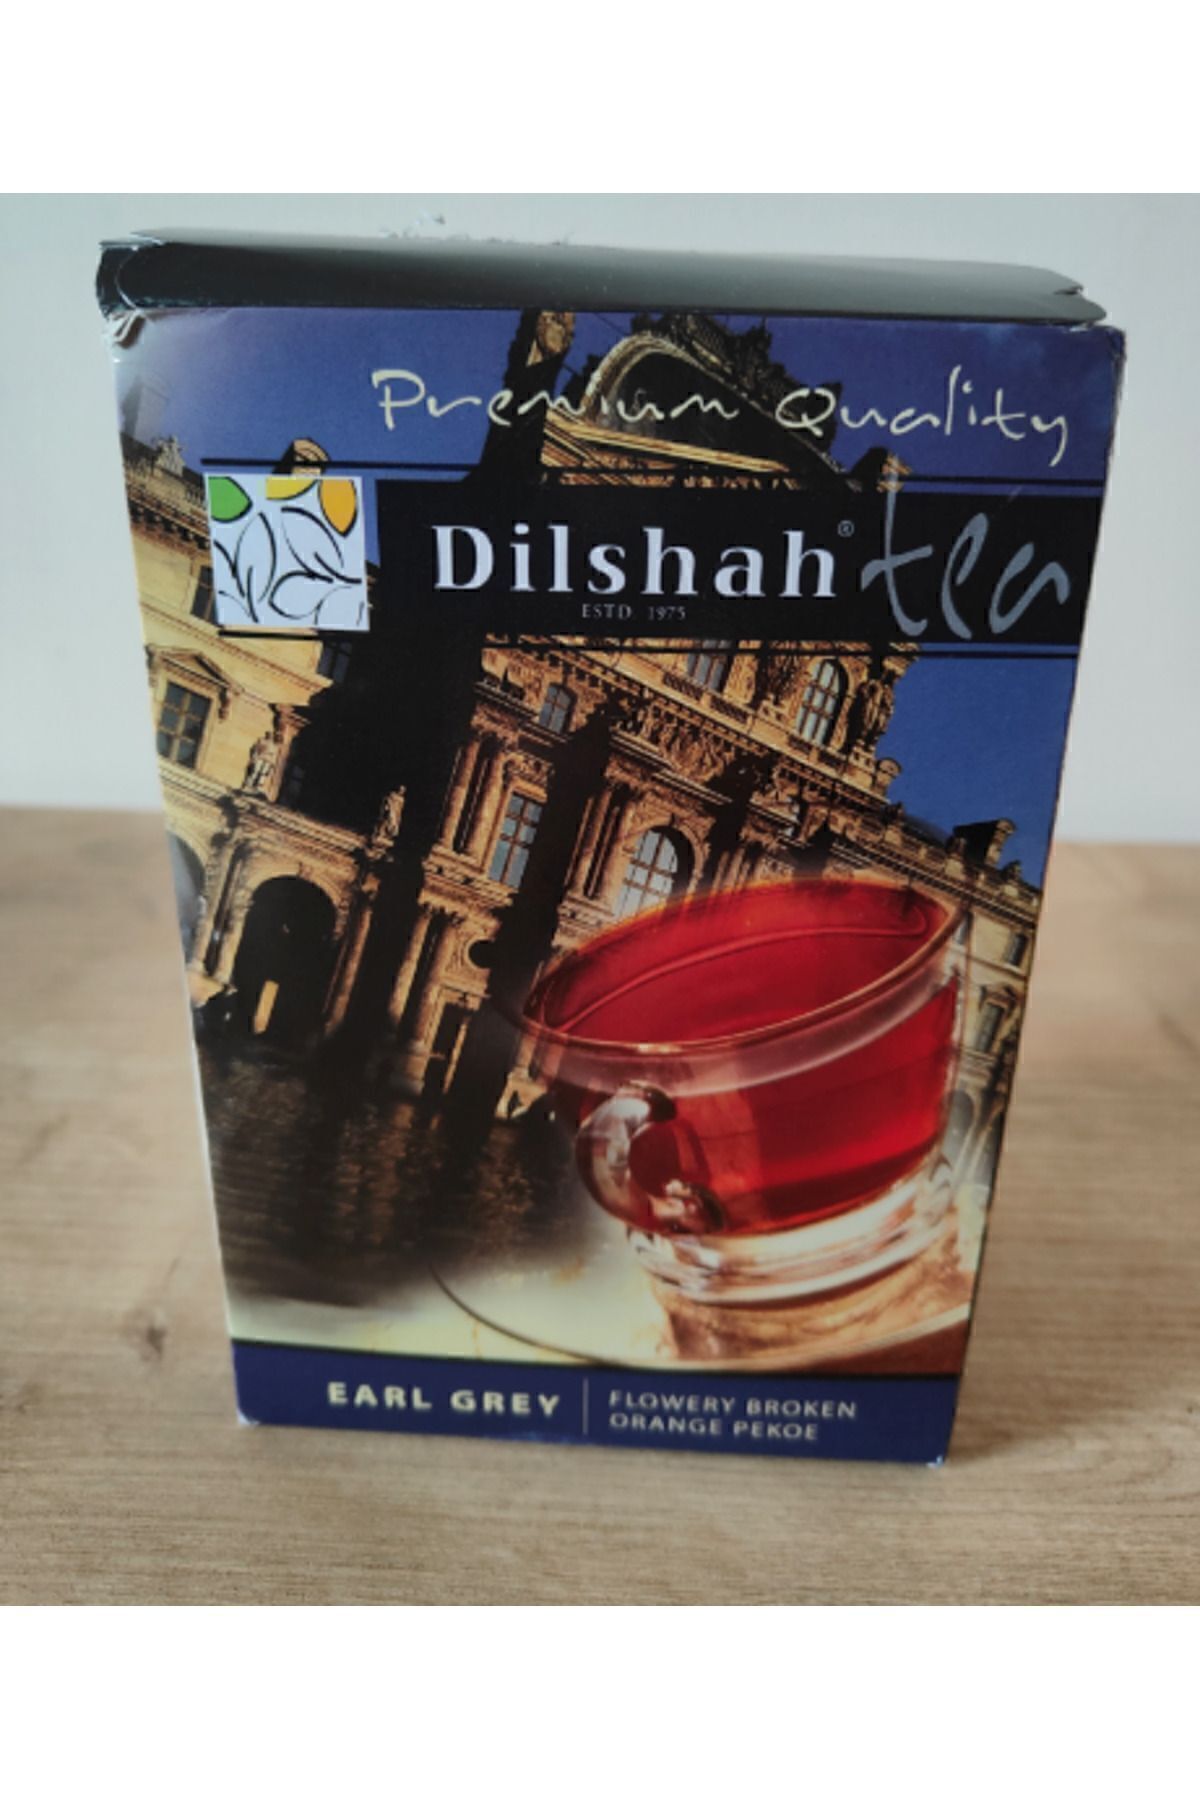 Premium Quality
Dilshah® tea
ESTD. 1975
EARL GREY
FLOWERY BROKEN
ORANGE PEKOE